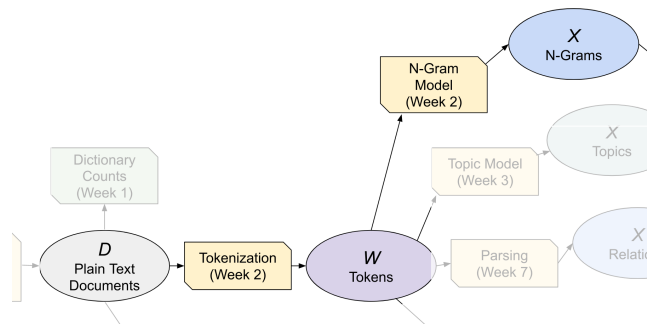 X
N-Grams
N-Gram
Model
(Week 2)
X
Topics
Topic Model
(Week 3)
Dictionary
Counts
(Week 1)
D
Plain Text
Documents
Tokenization
(Week 2)
W
Tokens
Parsing
(Week 7)
X